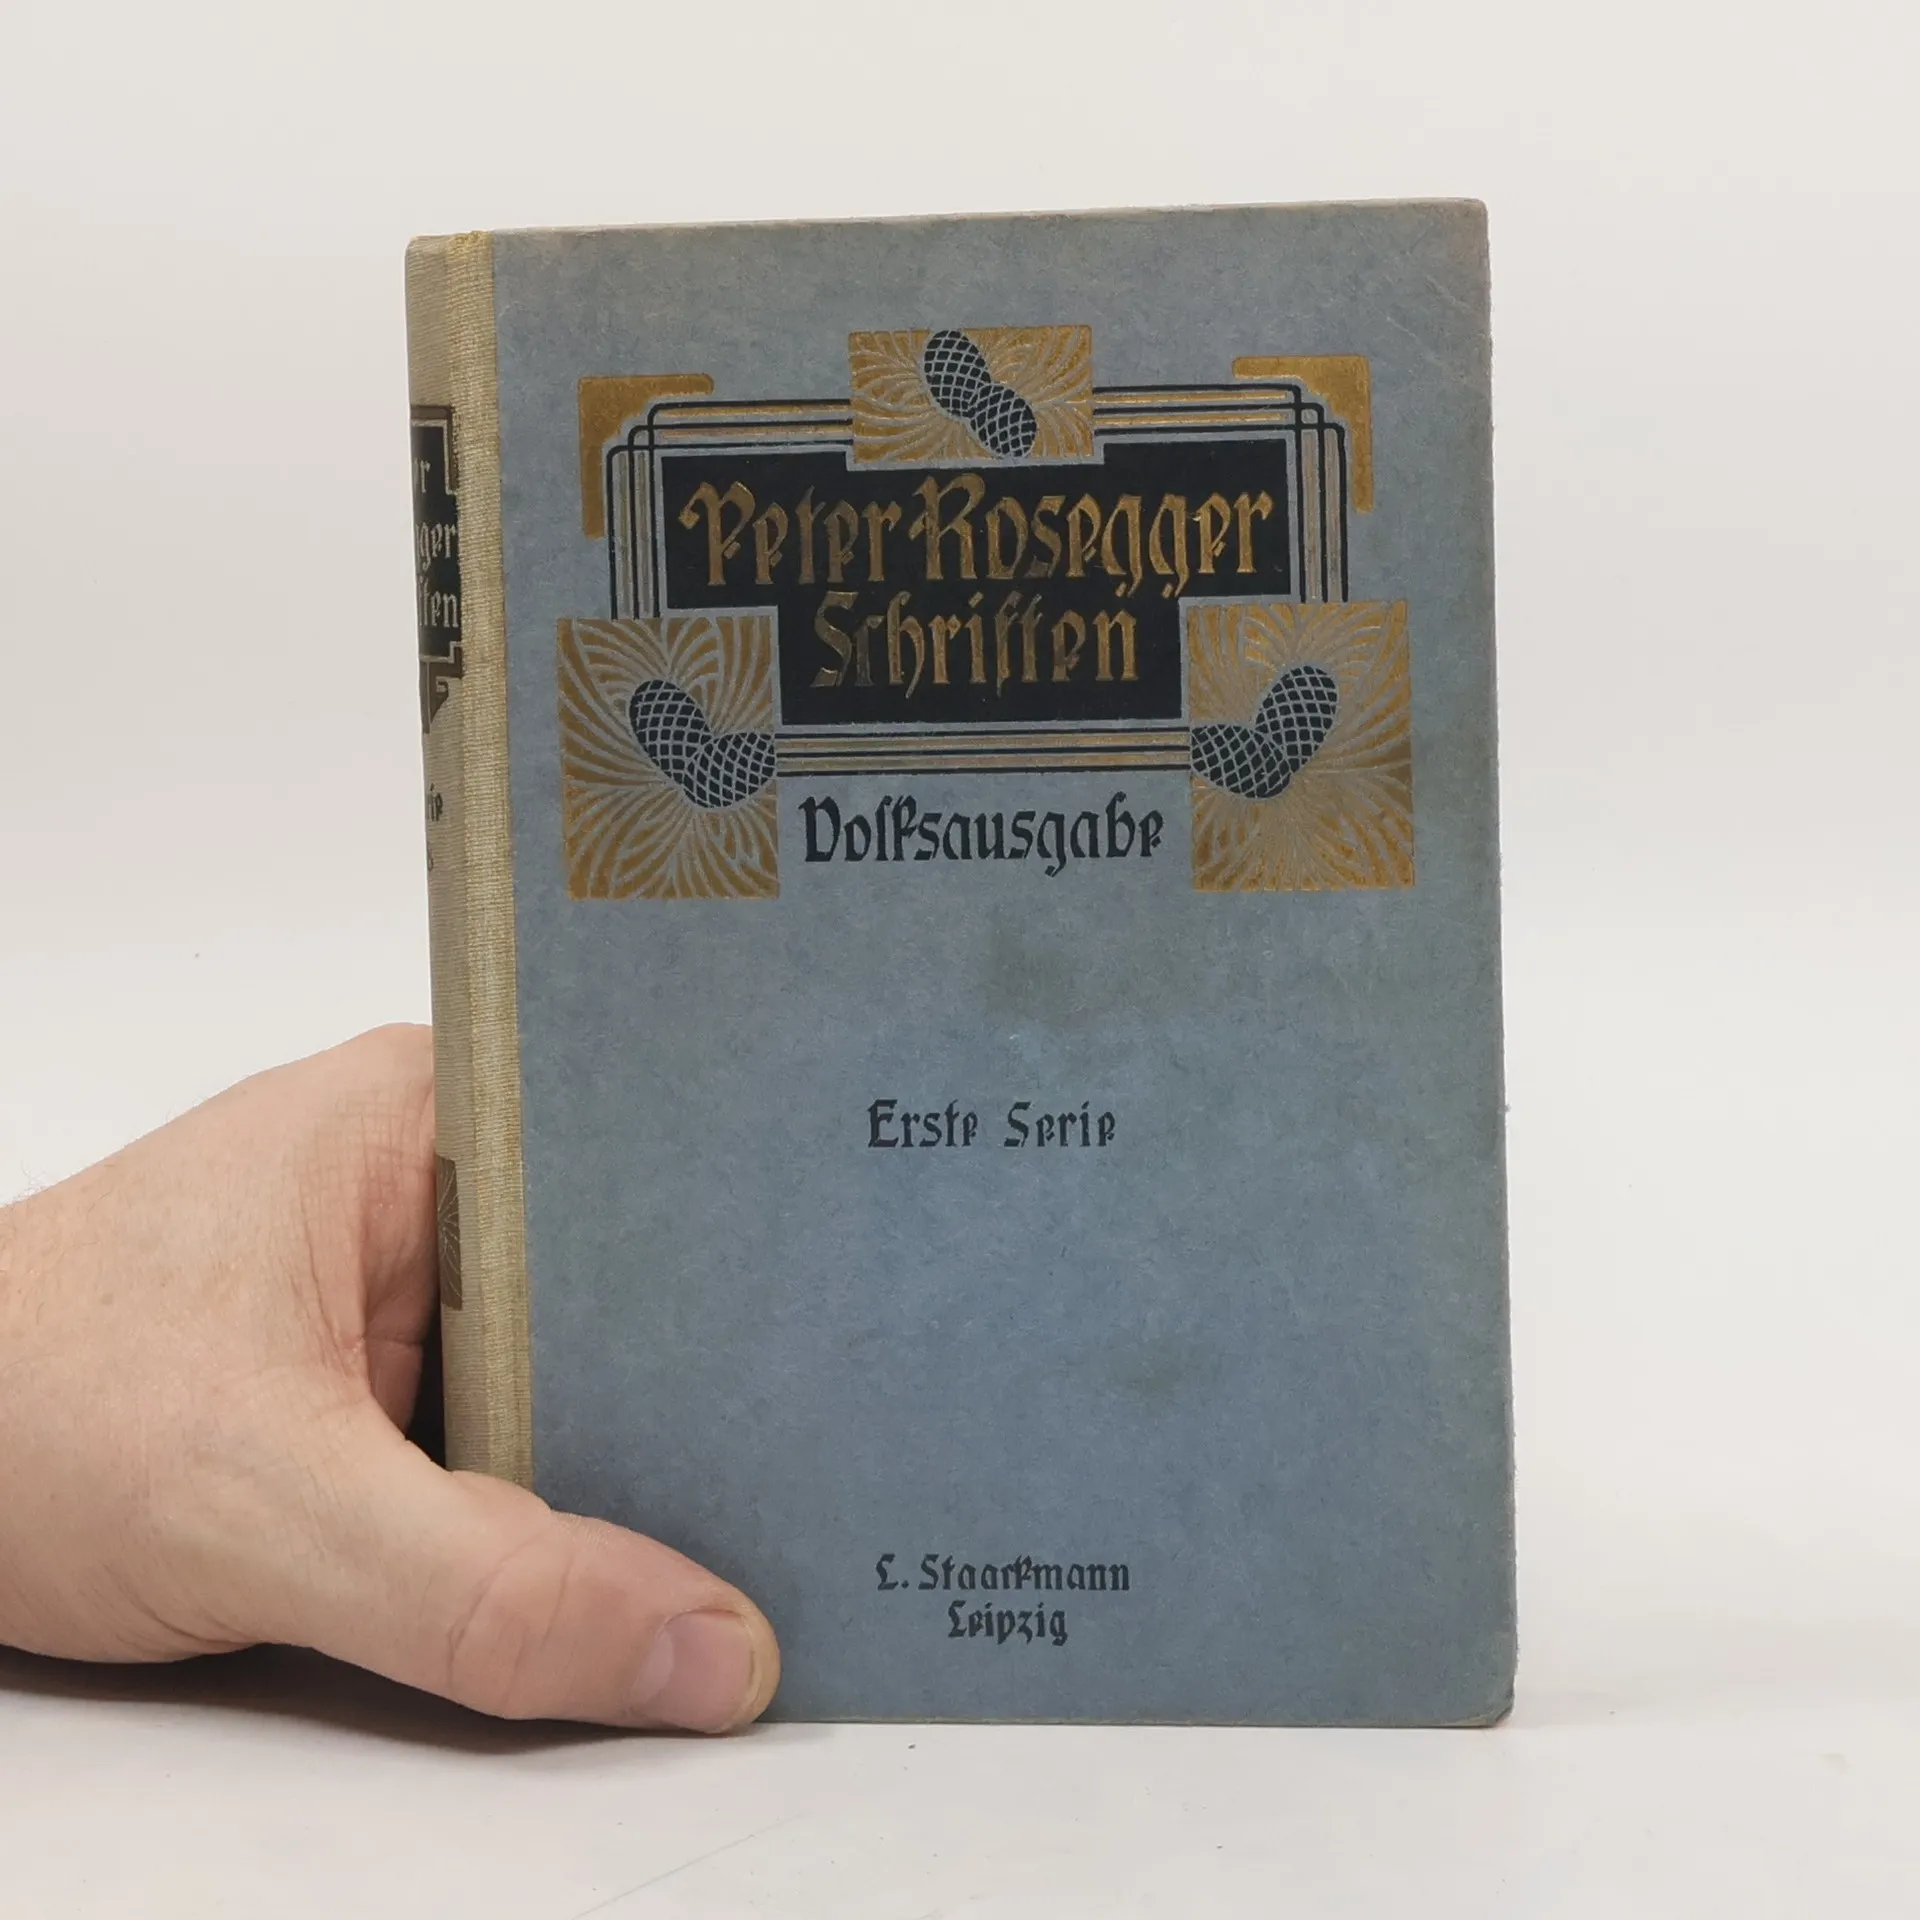 Peter Rosegger
Schriften
Volksausgabe
Erste Serie
L. Staackmann
Leipzig